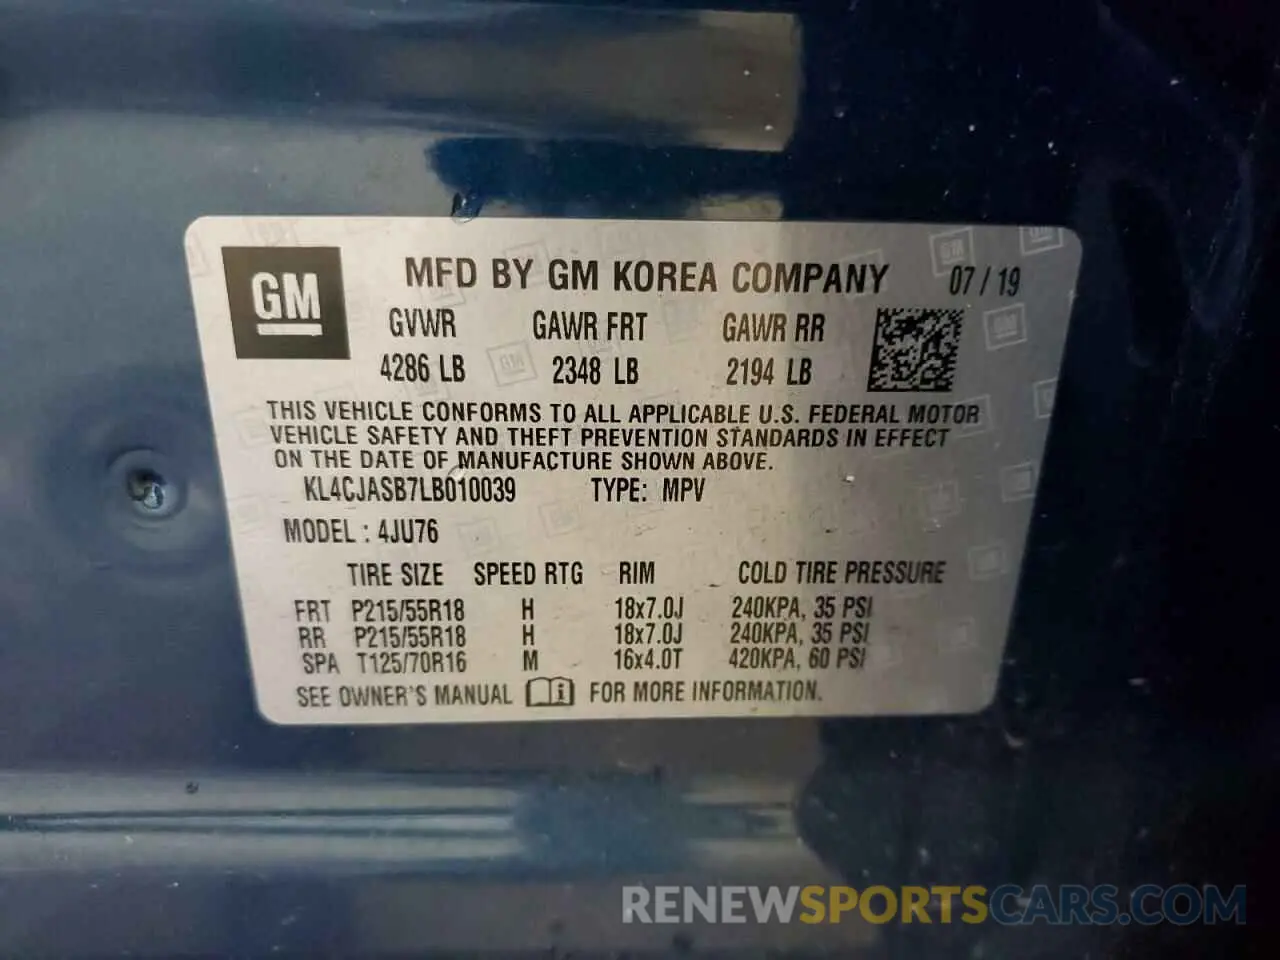 GM
MFD BY GM KOREA COMPANY 07 / 19
GVWR GAWR FRT GAWR RR
4286 LB 2348 LB 2194 LB
THIS VEHICLE CONFORMS TO ALL APPLICABLE U.S. FEDERAL MOTOR
VEHICLE SAFETY AND THEFT PREVENTION STANDARDS IN EFFECT
ON THE DATE OF MANUFACTURE SHOWN ABOVE.
KL4CJASB7LB010039 TYPE: MPV
MODEL : 4JU76
TIRE SIZE SPEED RTG RIM COLD TIRE PRESSURE
FRT P215/55R18 H 18x7.0J 240KPA, 35 PSI
RR P215/55R18 H 18x7.0J 240KPA, 35 PSI
SPA T125/70R16 M 16x4.0T 420KPA, 60 PSI
SEE OWNER'S MANUAL i FOR MORE INFORMATION.
RENEWSPORTSCARS.COM